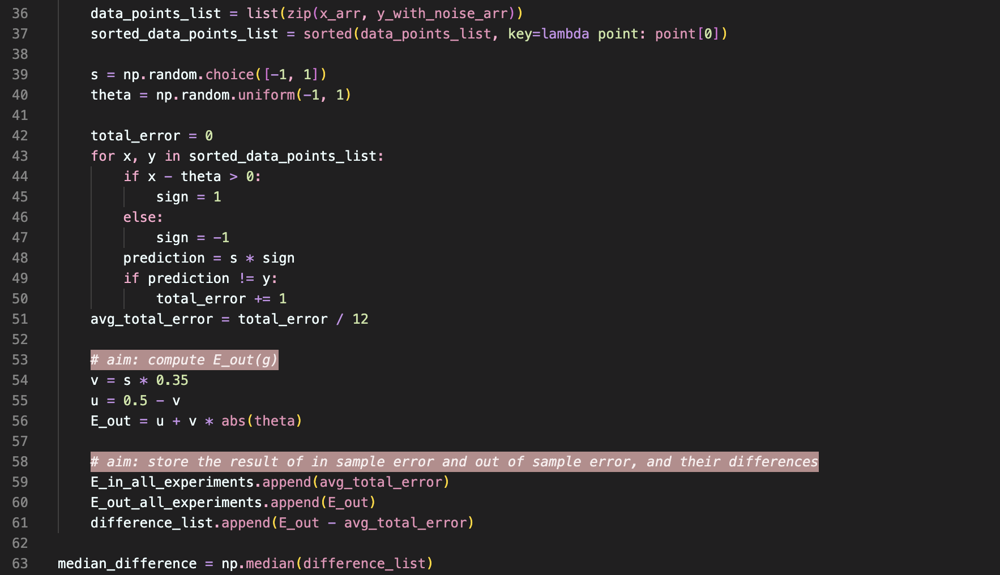 36 data_points_list = list(zip(x_arr, y_with_noise_arr))
37 sorted_data_points_list = sorted(data_points_list, key=lambda point: point[0])
38
39 s = np.random.choice([-1, 1])
40 theta = np.random.uniform(-1, 1)
41
42 total_error = 0
43 for x, y in sorted_data_points_list:
44 if x - theta > 0:
45 sign = 1
46 else:
47 sign = -1
48 prediction = s * sign
49 if prediction != y:
50 total_error += 1
51 avg_total_error = total_error / 12
52
53 # aim: compute E_out(g)
54 v = s * 0.35
55 u = 0.5 - v
56 E_out = u + v * abs(theta)
57
58 # aim: store the result of in sample error and out of sample error, and their differences
59 E_in_all_experiments.append(avg_total_error)
60 E_out_all_experiments.append(E_out)
61 difference_list.append(E_out - avg_total_error)
62
63 median_difference = np.median(difference_list)